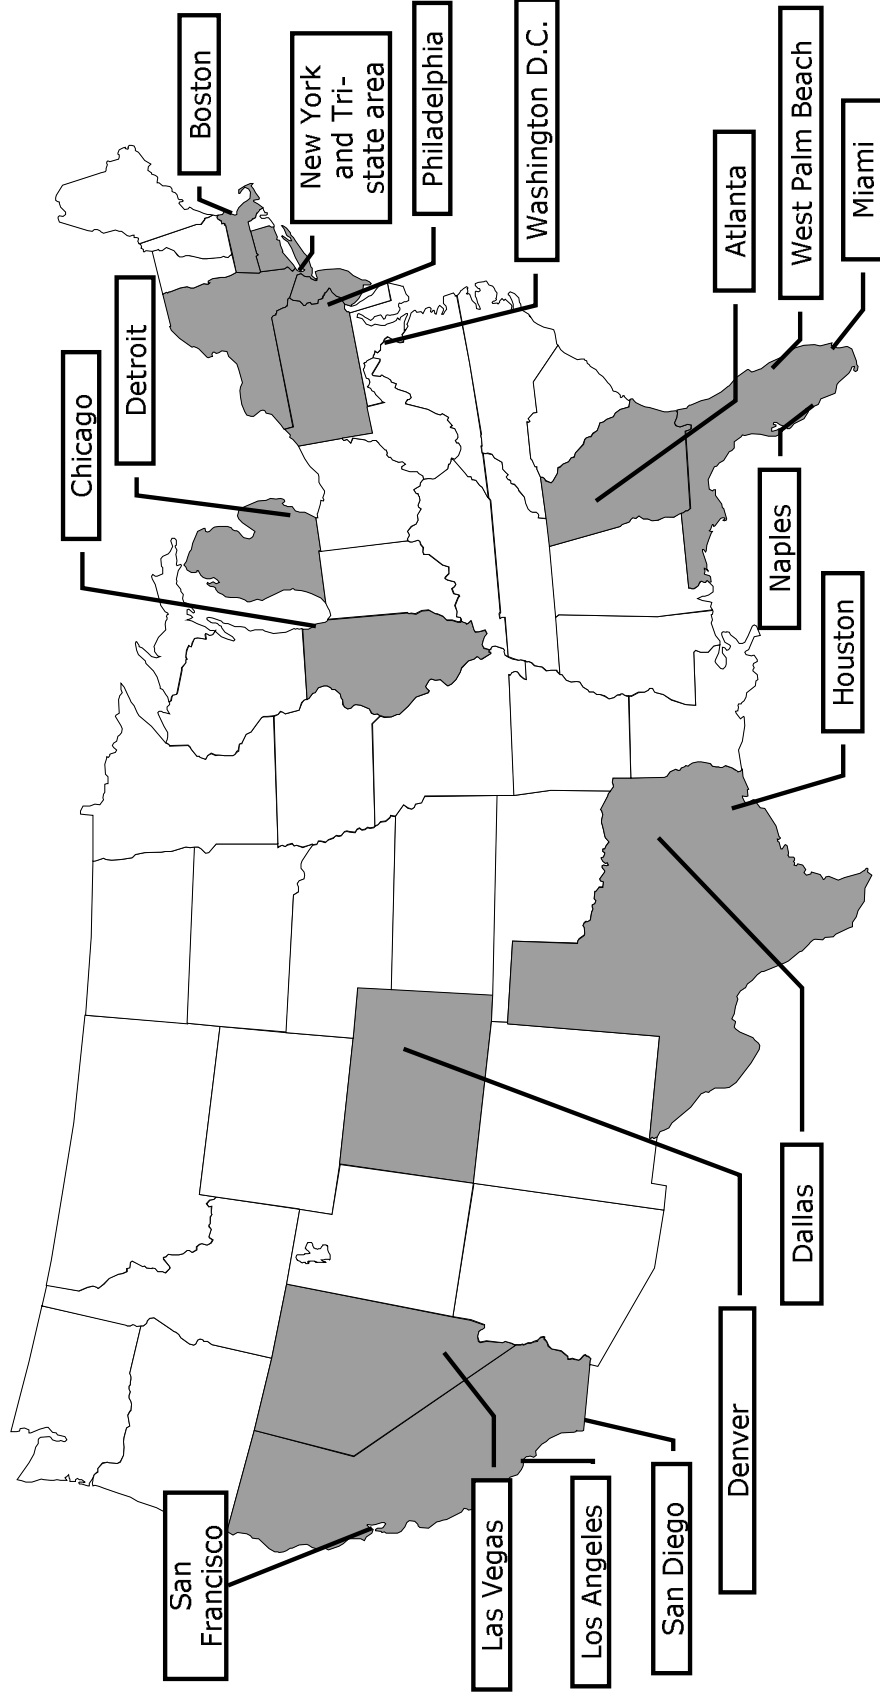 Boston
New York
and Tri-
state area
Philadelphia
Washington D.C.
Detroit
Chicago
Atlanta
West Palm Beach
Miami
Naples
Houston
Dallas
Denver
San
Francisco
Las Vegas
Los Angeles
San Diego